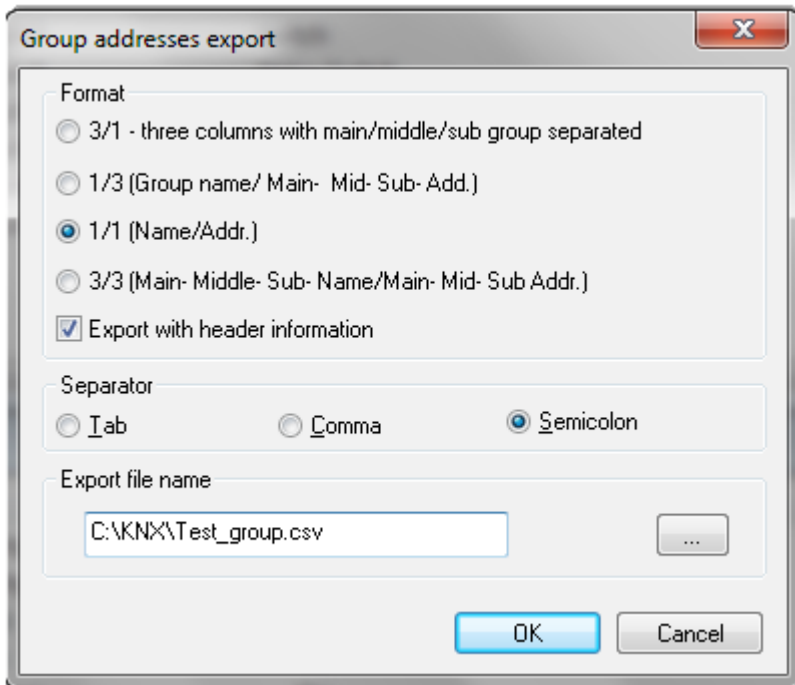 Group addresses export
Format
3/1 - three columns with main/middle/sub group separated
1/3 (Group name/ Main-  Mid- Sub- Add.)
1/1 (Name/Addr.)
3/3 (Main- Middle- Sub- Name/Main- Mid- Sub Addr.)
Export with header information
Separator
Tab Comma Semicolon
Export file name
C:\KNX\Test_group.csv ...
OK Cancel